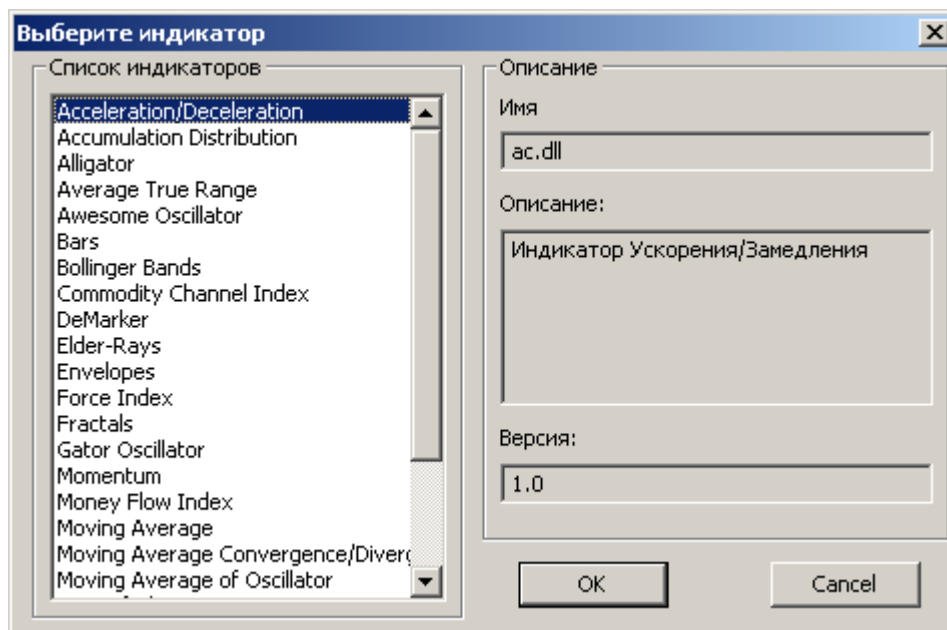 Выберите индикатор
Список индикаторов
Acceleration/Deceleration
Accumulation Distribution
Alligator
Average True Range
Awesome Oscillator
Bars
Bollinger Bands
Commodity Channel Index
DeMarker
Elder-Rays
Envelopes
Force Index
Fractals
Gator Oscillator
Momentum
Money Flow Index
Moving Average
Moving Average Convergence/Diverg
Moving Average of Oscillator
Описание
Имя
ac.dll
Описание:
Индикатор Ускорения/Замедления
Версия:
1.0
OK
Cancel